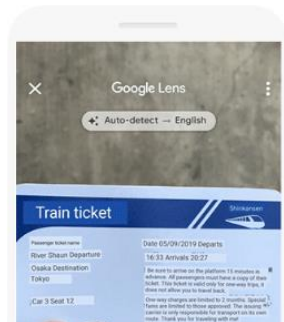 Google Lens
Auto-detect → English
Train ticket
Shinkansen
Passenger ticket name
River Shaun Departure
Osaka Destination
Tokyo
Car 3 Seat 12
Date 05/09/2019 Departs
16:33 Arrivals 20:27
Be sure to arrive on the platform 15 minutes in
advance. All passengers must have a copy of their
ticket. This ticket is valid only for one-way trips, it
does not allow you to travel back.
One-way charges are limited to 2 months. Special
fares are limited to those approved. The issuing
carrier is only responsible for transport on its own
route. Thank you for traveling with me!